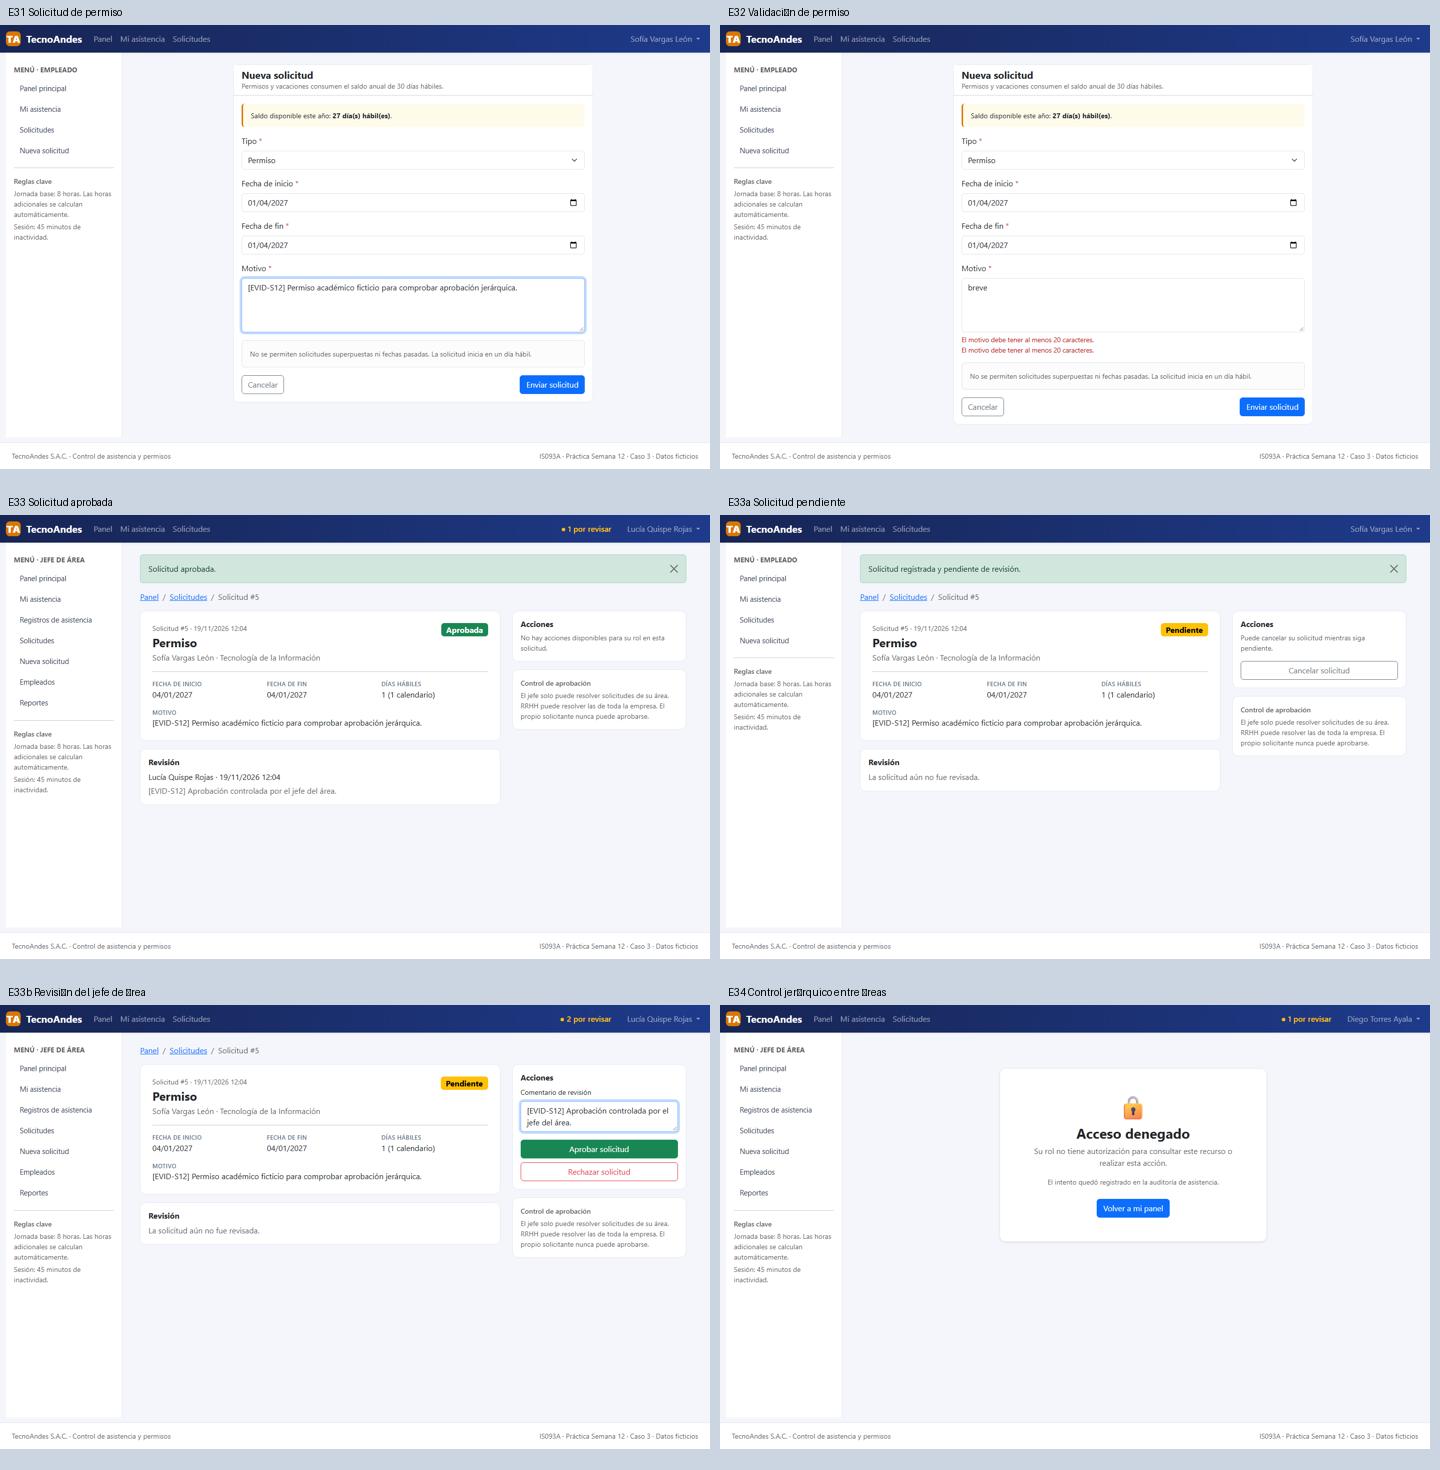 E31 Solicitud de permiso
TA TecnoAndes Panel Mi asistencia Solicitudes Sofía Vargas León
MENÚ · EMPLEADO
Panel principal
Mi asistencia
Solicitudes
Nueva solicitud
Reglas clave
Jornada base: 8 horas. Las horas
adicionales se calculan
automáticamente.
Sesión: 45 minutos de
inactividad.
Nueva solicitud
Permisos y vacaciones consumen el saldo anual de 30 días hábiles.
Saldo disponible este año: 27 día(s) hábil(es).
Tipo *
Permiso
Fecha de inicio *
01/04/2027
Fecha de fin *
01/04/2027
Motivo *
[EVID-S12] Permiso académico ficticio para comprobar aprobación jerárquica.
No se permiten solicitudes superpuestas ni fechas pasadas. La solicitud inicia en un día hábil.
Cancelar Enviar solicitud
TecnoAndes S.A.C. · Control de asistencia y permisos IS093A · Práctica Semana 12 · Caso 3 · Datos ficticios
E32 Validaci□n de permiso
TA TecnoAndes Panel Mi asistencia Solicitudes Sofía Vargas León
MENÚ · EMPLEADO
Panel principal
Mi asistencia
Solicitudes
Nueva solicitud
Reglas clave
Jornada base: 8 horas. Las horas
adicionales se calculan
automáticamente.
Sesión: 45 minutos de
inactividad.
Nueva solicitud
Permisos y vacaciones consumen el saldo anual de 30 días hábiles.
Saldo disponible este año: 27 día(s) hábil(es).
Tipo *
Permiso
Fecha de inicio *
01/04/2027
Fecha de fin *
01/04/2027
Motivo *
breve
El motivo debe tener al menos 20 caracteres.
El motivo debe tener al menos 20 caracteres.
No se permiten solicitudes superpuestas ni fechas pasadas. La solicitud inicia en un día hábil.
Cancelar Enviar solicitud
TecnoAndes S.A.C. · Control de asistencia y permisos IS093A · Práctica Semana 12 · Caso 3 · Datos ficticios
E33 Solicitud aprobada
TA TecnoAndes Panel Mi asistencia Solicitudes ● 1 por revisar Lucía Quispe Rojas
MENÚ · JEFE DE ÁREA
Panel principal
Mi asistencia
Registros de asistencia
Solicitudes
Nueva solicitud
Empleados
Reportes
Reglas clave
Jornada base: 8 horas. Las horas
adicionales se calculan
automáticamente.
Sesión: 45 minutos de
inactividad.
Solicitud aprobada.
Panel / Solicitudes / Solicitud #5
Solicitud #5 · 19/11/2026 12:04 Aprobada
Permiso
Sofía Vargas León · Tecnología de la Información
FECHA DE INICIO FECHA DE FIN DÍAS HÁBILES
04/01/2027 04/01/2027 1 (1 calendario)
MOTIVO
[EVID-S12] Permiso académico ficticio para comprobar aprobación jerárquica.
Revisión
Lucía Quispe Rojas · 19/11/2026 12:04
[EVID-S12] Aprobación controlada por el jefe del área.
Acciones
No hay acciones disponibles para su rol en esta
solicitud.
Control de aprobación
El jefe solo puede resolver solicitudes de su área.
RRHH puede resolver las de toda la empresa. El
propio solicitante nunca puede aprobarse.
TecnoAndes S.A.C. · Control de asistencia y permisos IS093A · Práctica Semana 12 · Caso 3 · Datos ficticios
E33a Solicitud pendiente
TA TecnoAndes Panel Mi asistencia Solicitudes Sofía Vargas León
MENÚ · EMPLEADO
Panel principal
Mi asistencia
Solicitudes
Nueva solicitud
Reglas clave
Jornada base: 8 horas. Las horas
adicionales se calculan
automáticamente.
Sesión: 45 minutos de
inactividad.
Solicitud registrada y pendiente de revisión.
Panel / Solicitudes / Solicitud #5
Solicitud #5 · 19/11/2026 12:04 Pendiente
Permiso
Sofía Vargas León · Tecnología de la Información
FECHA DE INICIO FECHA DE FIN DÍAS HÁBILES
04/01/2027 04/01/2027 1 (1 calendario)
MOTIVO
[EVID-S12] Permiso académico ficticio para comprobar aprobación jerárquica.
Revisión
La solicitud aún no fue revisada.
Acciones
Puede cancelar su solicitud mientras siga
pendiente.
Cancelar solicitud
Control de aprobación
El jefe solo puede resolver solicitudes de su área.
RRHH puede resolver las de toda la empresa. El
propio solicitante nunca puede aprobarse.
TecnoAndes S.A.C. · Control de asistencia y permisos IS093A · Práctica Semana 12 · Caso 3 · Datos ficticios
E33b Revisi□n del jefe de □rea
TA TecnoAndes Panel Mi asistencia Solicitudes ● 2 por revisar Lucía Quispe Rojas
MENÚ · JEFE DE ÁREA
Panel principal
Mi asistencia
Registros de asistencia
Solicitudes
Nueva solicitud
Empleados
Reportes
Reglas clave
Jornada base: 8 horas. Las horas
adicionales se calculan
automáticamente.
Sesión: 45 minutos de
inactividad.
Panel / Solicitudes / Solicitud #5
Solicitud #5 · 19/11/2026 12:04 Pendiente
Permiso
Sofía Vargas León · Tecnología de la Información
FECHA DE INICIO FECHA DE FIN DÍAS HÁBILES
04/01/2027 04/01/2027 1 (1 calendario)
MOTIVO
[EVID-S12] Permiso académico ficticio para comprobar aprobación jerárquica.
Revisión
La solicitud aún no fue revisada.
Acciones
Comentario de revisión
[EVID-S12] Aprobación controlada por el
jefe del área.
Aprobar solicitud
Rechazar solicitud
Control de aprobación
El jefe solo puede resolver solicitudes de su área.
RRHH puede resolver las de toda la empresa. El
propio solicitante nunca puede aprobarse.
TecnoAndes S.A.C. · Control de asistencia y permisos IS093A · Práctica Semana 12 · Caso 3 · Datos ficticios
E34 Control jer□rquico entre □reas
TA TecnoAndes Panel Mi asistencia Solicitudes ● 1 por revisar Diego Torres Ayala
MENÚ · JEFE DE ÁREA
Panel principal
Mi asistencia
Registros de asistencia
Solicitudes
Nueva solicitud
Empleados
Reportes
Reglas clave
Jornada base: 8 horas. Las horas
adicionales se calculan
automáticamente.
Sesión: 45 minutos de
inactividad.
Acceso denegado
Su rol no tiene autorización para consultar este recurso o
realizar esta acción.
El intento quedó registrado en la auditoría de asistencia.
Volver a mi panel
TecnoAndes S.A.C. · Control de asistencia y permisos IS093A · Práctica Semana 12 · Caso 3 · Datos ficticios